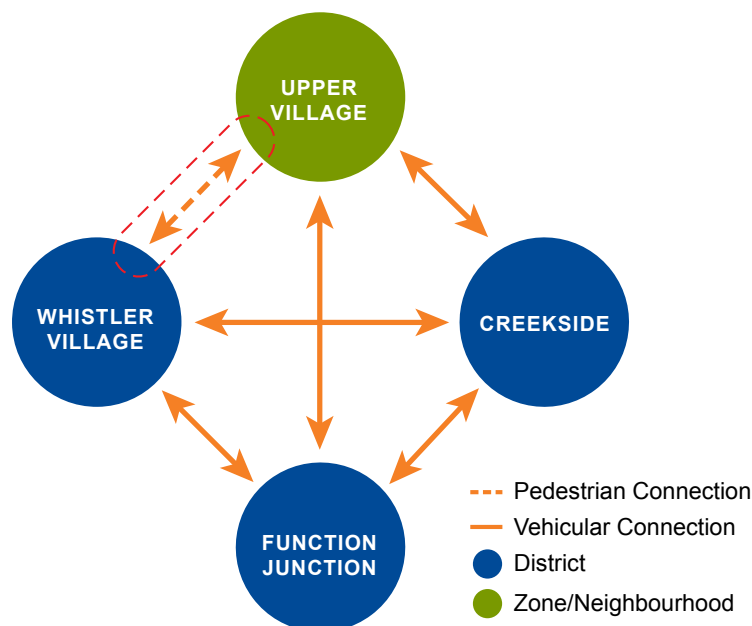 UPPER
VILLAGE
WHISTLER
VILLAGE
CREEKSIDE
FUNCTION
JUNCTION
Pedestrian Connection
Vehicular Connection
District
Zone/Neighbourhood